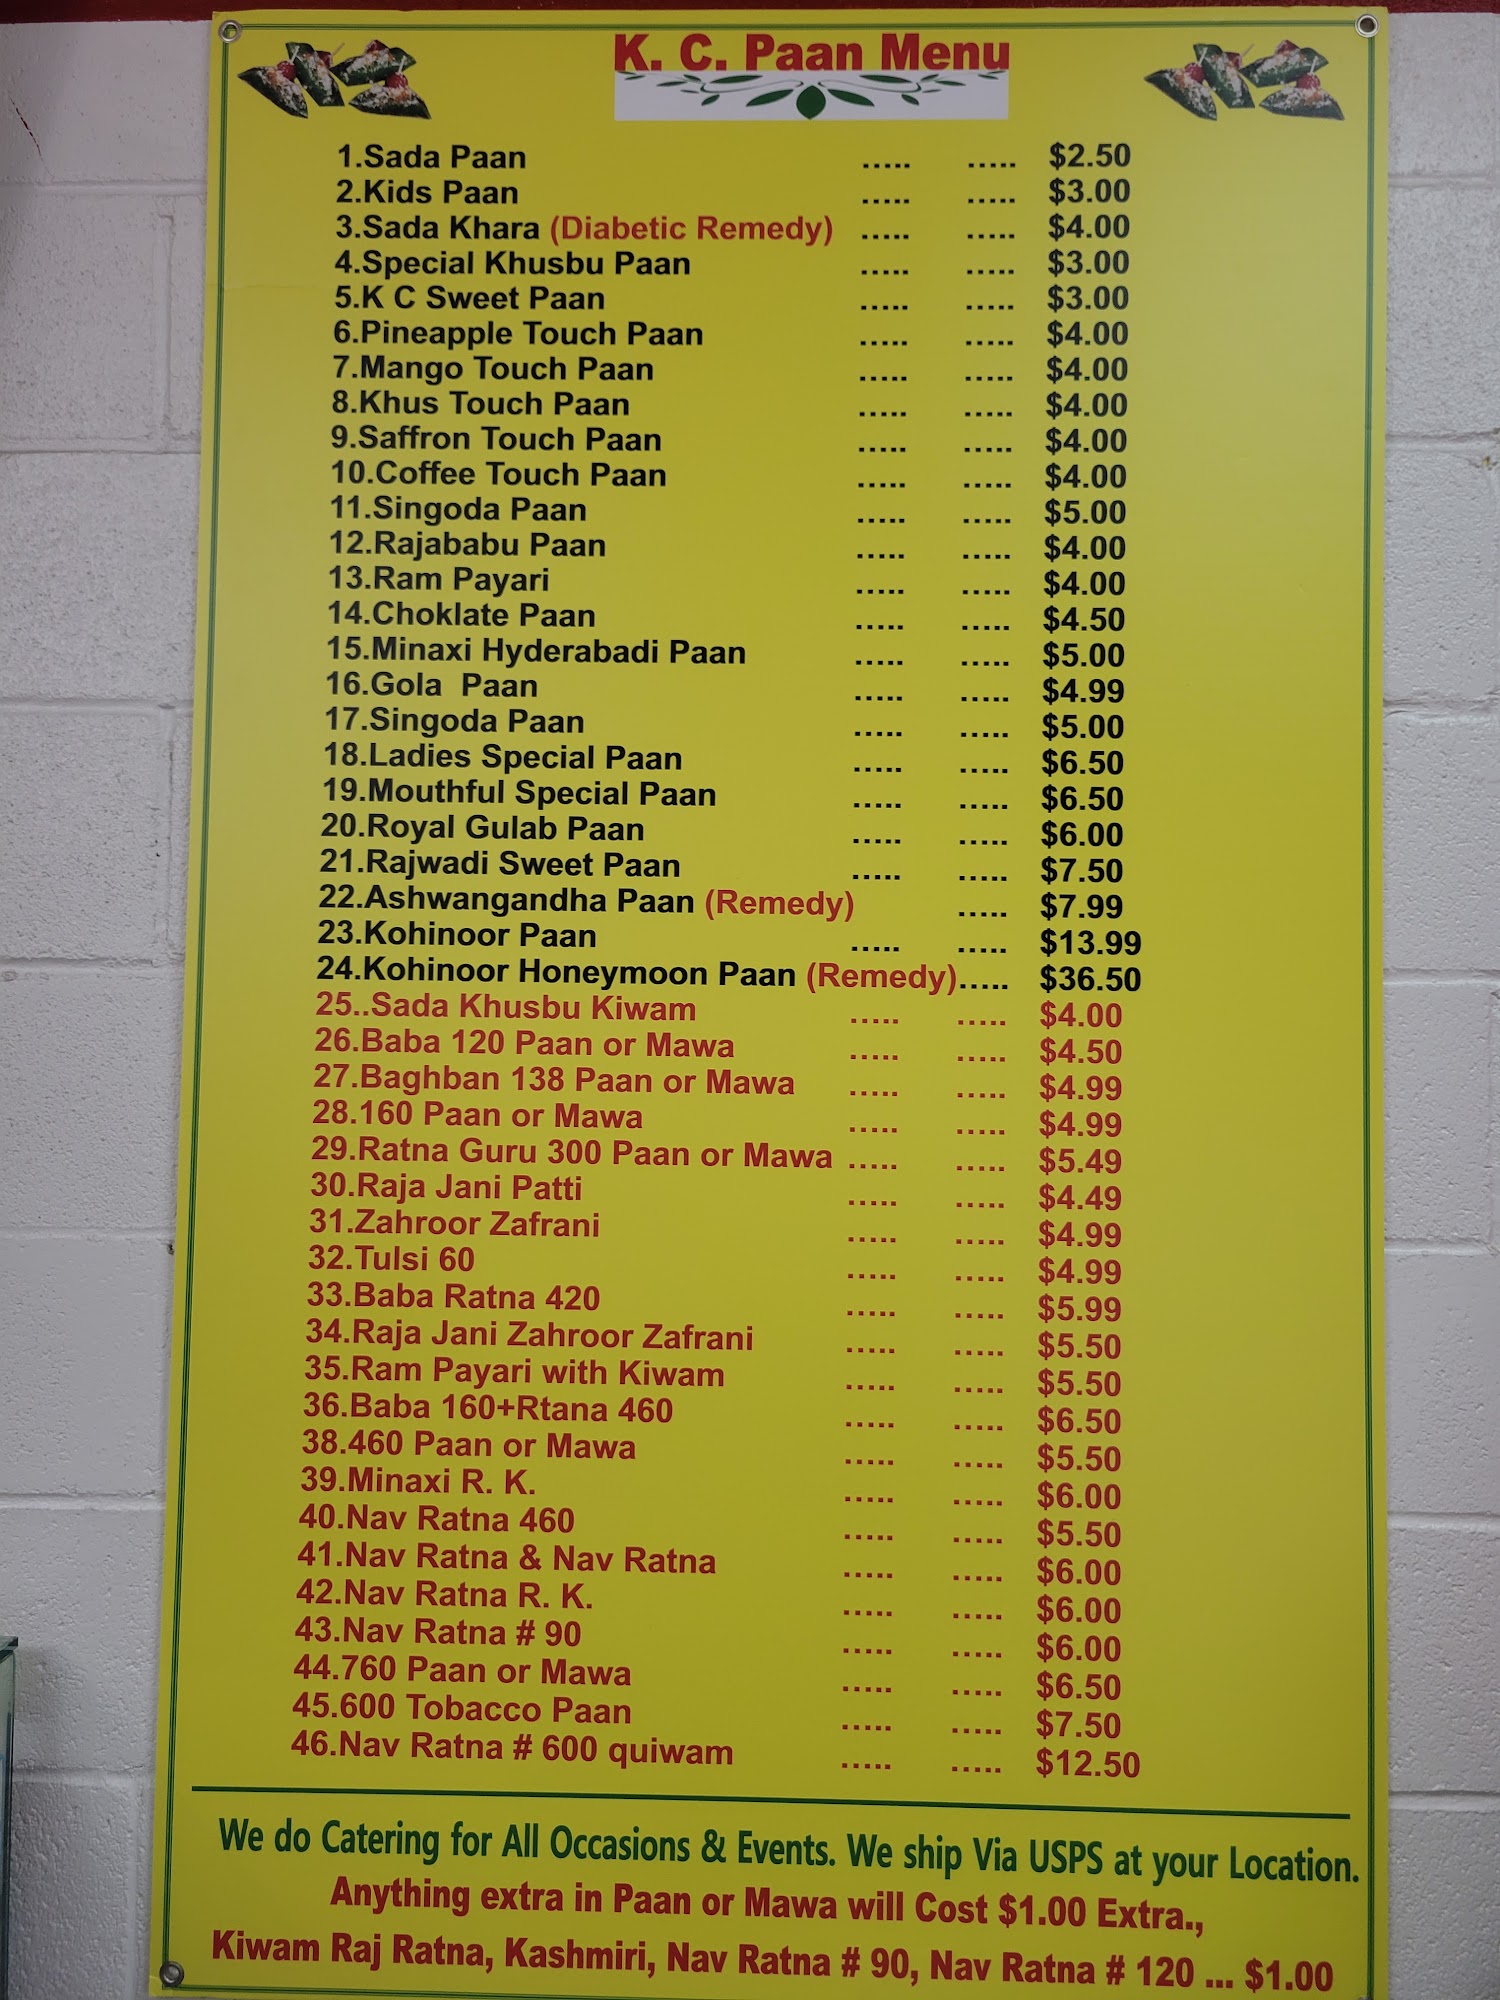 K. C. Paan Menu
1.Sada Paan ..... ..... $2.50
2.Kids Paan ..... ..... $3.00
3.Sada Khara (Diabetic Remedy) ..... ..... $4.00
4.Special Khusbu Paan ..... ..... $3.00
5.K C Sweet Paan ..... ..... $3.00
6.Pineapple Touch Paan ..... ..... $4.00
7.Mango Touch Paan ..... ..... $4.00
8.Khus Touch Paan ..... ..... $4.00
9.Saffron Touch Paan ..... ..... $4.00
10.Coffee Touch Paan ..... ..... $4.00
11.Singoda Paan ..... ..... $5.00
12.Rajababu Paan ..... ..... $4.00
13.Ram Payari ..... ..... $4.00
14.Choklate Paan ..... ..... $4.50
15.Minaxi Hyderabadi Paan ..... ..... $5.00
16.Gola Paan ..... ..... $4.99
17.Singoda Paan ..... ..... $5.00
18.Ladies Special Paan ..... ..... $6.50
19.Mouthful Special Paan ..... ..... $6.50
20.Royal Gulab Paan ..... ..... $6.00
21.Rajwadi Sweet Paan ..... ..... $7.50
22.Ashwangandha Paan (Remedy) ..... $7.99
23.Kohinoor Paan ..... ..... $13.99
24.Kohinoor Honeymoon Paan (Remedy)..... $36.50
25..Sada Khusbu Kiwam ..... ..... $4.00
26.Baba 120 Paan or Mawa ..... ..... $4.50
27.Baghban 138 Paan or Mawa ..... ..... $4.99
28.160 Paan or Mawa ..... ..... $4.99
29.Ratna Guru 300 Paan or Mawa ..... ..... $5.49
30.Raja Jani Patti ..... ..... $4.49
31.Zahroor Zafrani ..... ..... $4.99
32.Tulsi 60 ..... ..... $4.99
33.Baba Ratna 420 ..... ..... $5.99
34.Raja Jani Zahroor Zafrani ..... ..... $5.50
35.Ram Payari with Kiwam ..... ..... $5.50
36.Baba 160+Rtana 460 ..... ..... $6.50
38.460 Paan or Mawa ..... ..... $5.50
39.Minaxi R. K. ..... ..... $6.00
40.Nav Ratna 460 ..... ..... $5.50
41.Nav Ratna & Nav Ratna ..... ..... $6.00
42.Nav Ratna R. K. ..... ..... $6.00
43.Nav Ratna # 90 ..... ..... $6.00
44.760 Paan or Mawa ..... ..... $6.50
45.600 Tobacco Paan ..... ..... $7.50
46.Nav Ratna # 600 quiwam ..... ..... $12.50
We do Catering for All Occasions & Events. We ship Via USPS at your Location.
Anything extra in Paan or Mawa will Cost $1.00 Extra.,
Kiwam Raj Ratna, Kashmiri, Nav Ratna # 90, Nav Ratna # 120 ... $1.00